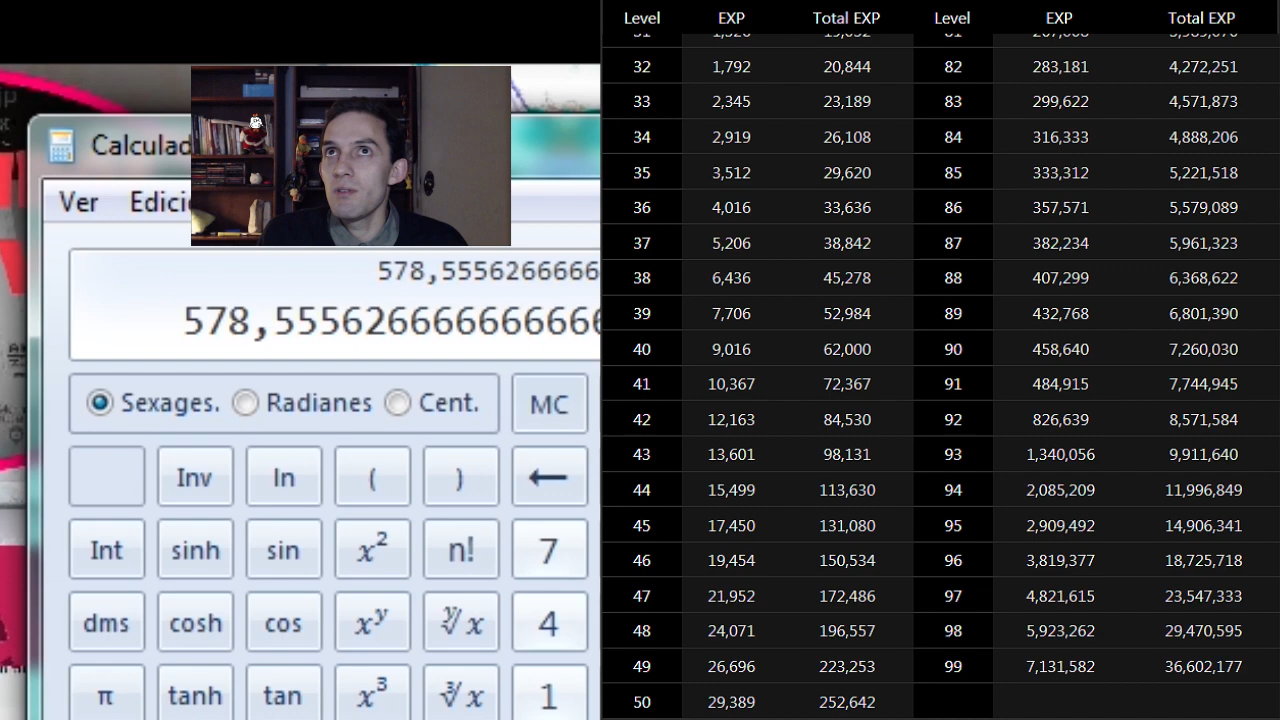 Level EXP Total EXP Level EXP Total EXP
32 1,792 20,844 82 283,181 4,272,251
33 2,345 23,189 83 299,622 4,571,873
34 2,919 26,108 84 316,333 4,888,206
35 3,512 29,620 85 333,312 5,221,518
36 4,016 33,636 86 357,571 5,579,089
37 5,206 38,842 87 382,234 5,961,323
38 6,436 45,278 88 407,299 6,368,622
39 7,706 52,984 89 432,768 6,801,390
40 9,016 62,000 90 458,640 7,260,030
41 10,367 72,367 91 484,915 7,744,945
42 12,163 84,530 92 826,639 8,571,584
43 13,601 98,131 93 1,340,056 9,911,640
44 15,499 113,630 94 2,085,209 11,996,849
45 17,450 131,080 95 2,909,492 14,906,341
46 19,454 150,534 96 3,819,377 18,725,718
47 21,952 172,486 97 4,821,615 23,547,333
48 24,071 196,557 98 5,923,262 29,470,595
49 26,696 223,253 99 7,131,582 36,602,177
50 29,389 252,642
Calculad
Ver Edici
578,5556266666
578,55562666666666
Sexages. Radianes Cent. MC
Inv ln ( ) ←
Int sinh sin x² n! 7
dms cosh cos xʸ ʸ√x 4
π tanh tan x³ ³√x 1